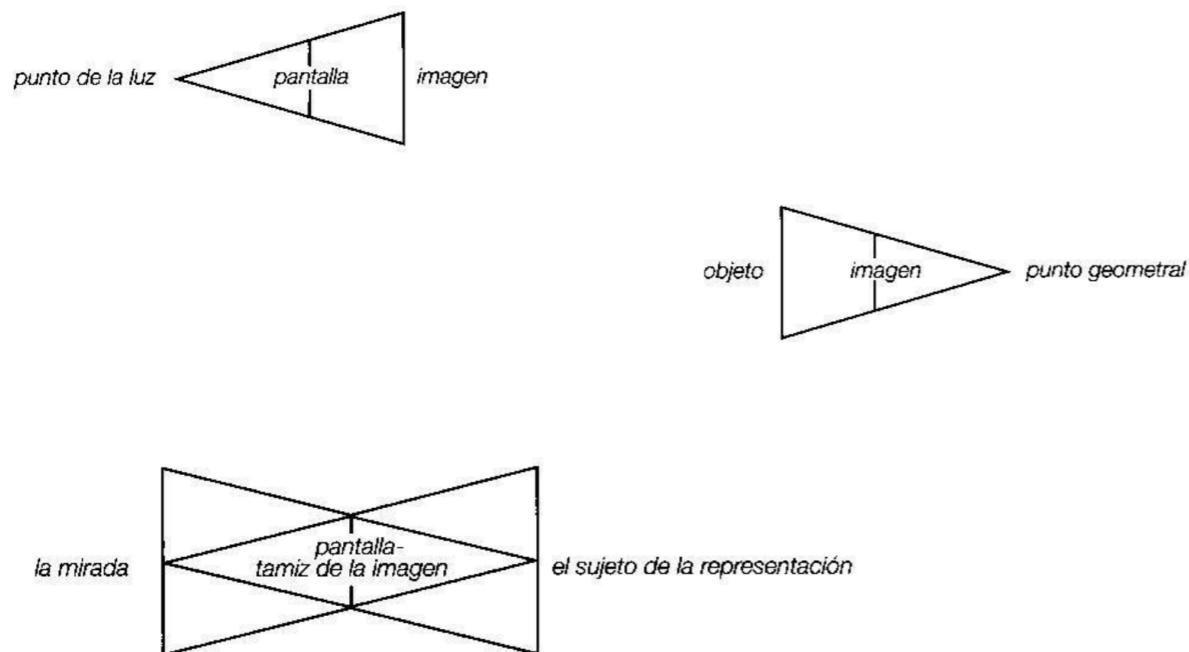 punto de la luz
pantalla
imagen
objeto
imagen
punto geometral
la mirada
pantalla-
tamiz de la imagen
el sujeto de la representación